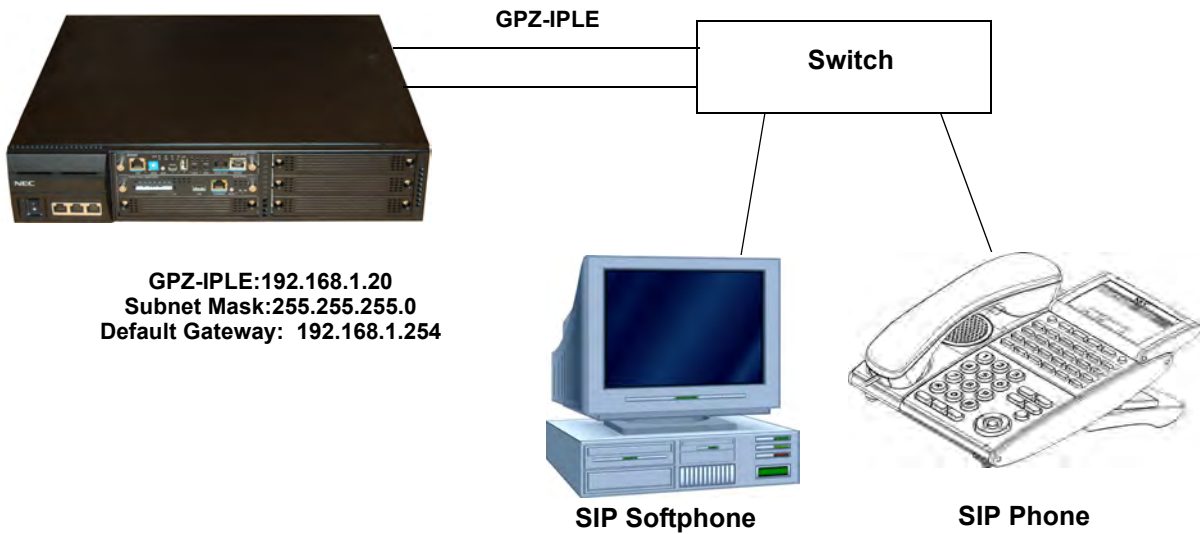 GPZ-IPLE
Switch
NEC
GPZ-IPLE:192.168.1.20
Subnet Mask:255.255.255.0
Default Gateway: 192.168.1.254
SIP Softphone
SIP Phone